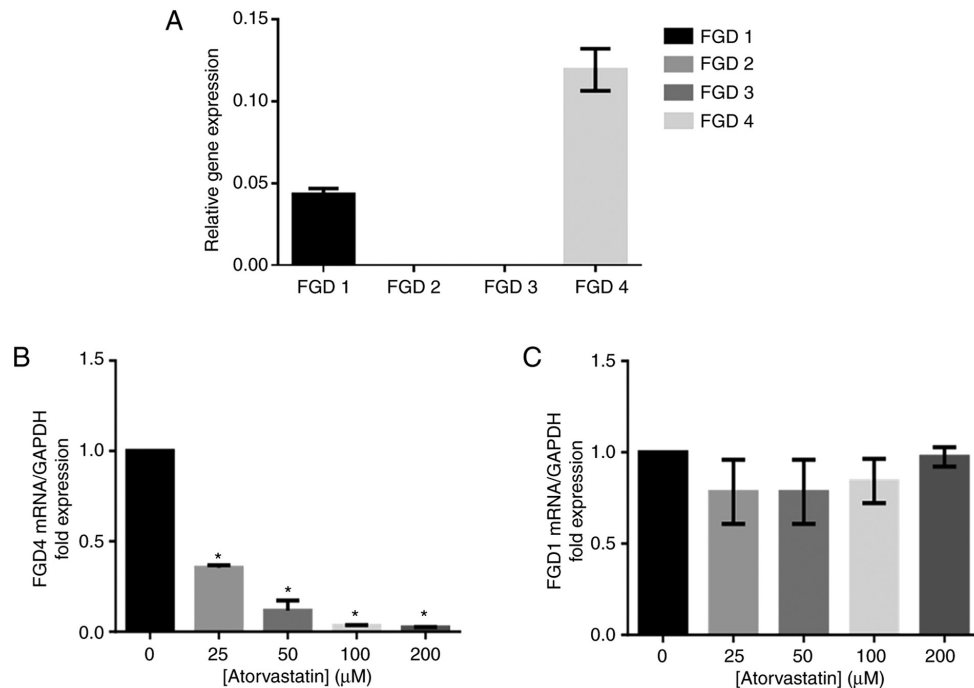 A
0.15
0.10
0.05
0.00
Relative gene expression
FGD 1
FGD 2
FGD 3
FGD 4
FGD 1
FGD 2
FGD 3
FGD 4
B
1.5
1.0
0.5
0.0
FGD4 mRNA/GAPDH
fold expression
*
*
*
*
0 25 50 100 200
[Atorvastatin] (μM)
C
1.5
1.0
0.5
0.0
FGD1 mRNA/GAPDH
fold expression
0 25 50 100 200
[Atorvastatin] (μM)